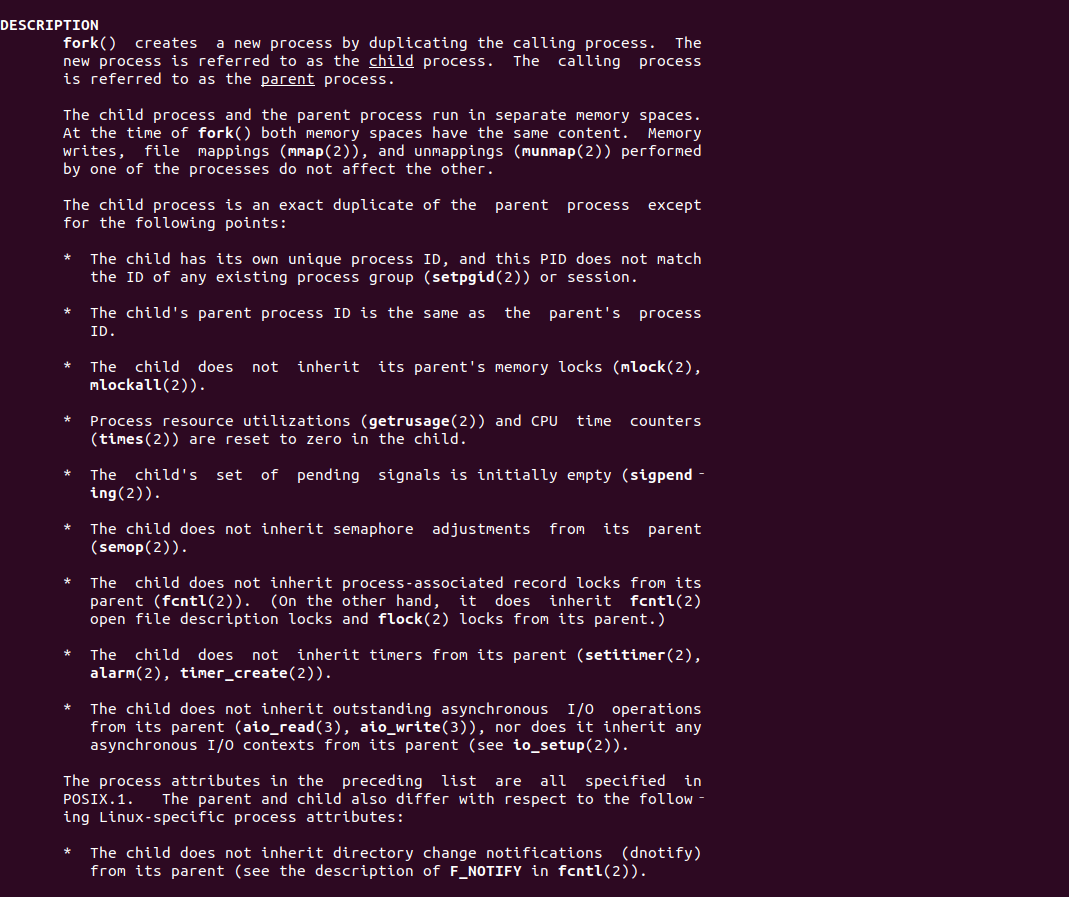 DESCRIPTION
fork() creates a new process by duplicating the calling process. The
new process is referred to as the child process. The calling process
is referred to as the parent process.
The child process and the parent process run in separate memory spaces.
At the time of fork() both memory spaces have the same content. Memory
writes, file mappings (mmap(2)), and unmappings (munmap(2)) performed
by one of the processes do not affect the other.
The child process is an exact duplicate of the parent process except
for the following points:
* The child has its own unique process ID, and this PID does not match
the ID of any existing process group (setpgid(2)) or session.
* The child's parent process ID is the same as the parent's process
ID.
* The child does not inherit its parent's memory locks (mlock(2),
mlockall(2)).
* Process resource utilizations (getrusage(2)) and CPU time counters
(times(2)) are reset to zero in the child.
* The child's set of pending signals is initially empty (sigpend-
ing(2)).
* The child does not inherit semaphore adjustments from its parent
(semop(2)).
* The child does not inherit process-associated record locks from its
parent (fcntl(2)). (On the other hand, it does inherit fcntl(2)
open file description locks and flock(2) locks from its parent.)
* The child does not inherit timers from its parent (setitimer(2),
alarm(2), timer_create(2)).
* The child does not inherit outstanding asynchronous I/O operations
from its parent (aio_read(3), aio_write(3)), nor does it inherit any
asynchronous I/O contexts from its parent (see io_setup(2)).
The process attributes in the preceding list are all specified in
POSIX.1. The parent and child also differ with respect to the follow-
ing Linux-specific process attributes:
* The child does not inherit directory change notifications (dnotify)
from its parent (see the description of F_NOTIFY in fcntl(2)).